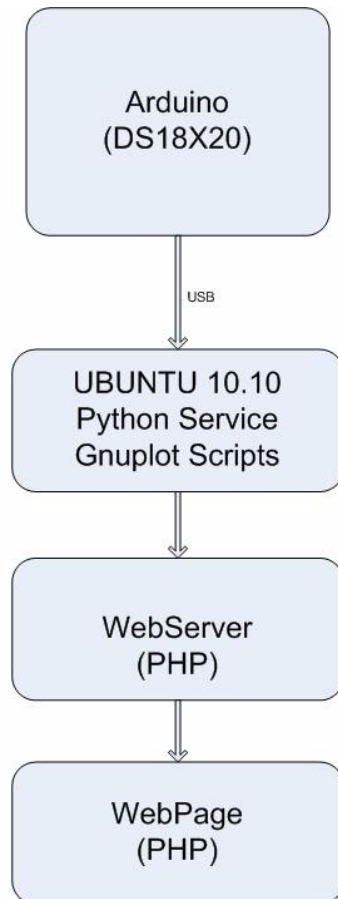 Arduino
(DS18X20)
USB
UBUNTU 10.10
Python Service
Gnuplot Scripts
WebServer
(PHP)
WebPage
(PHP)